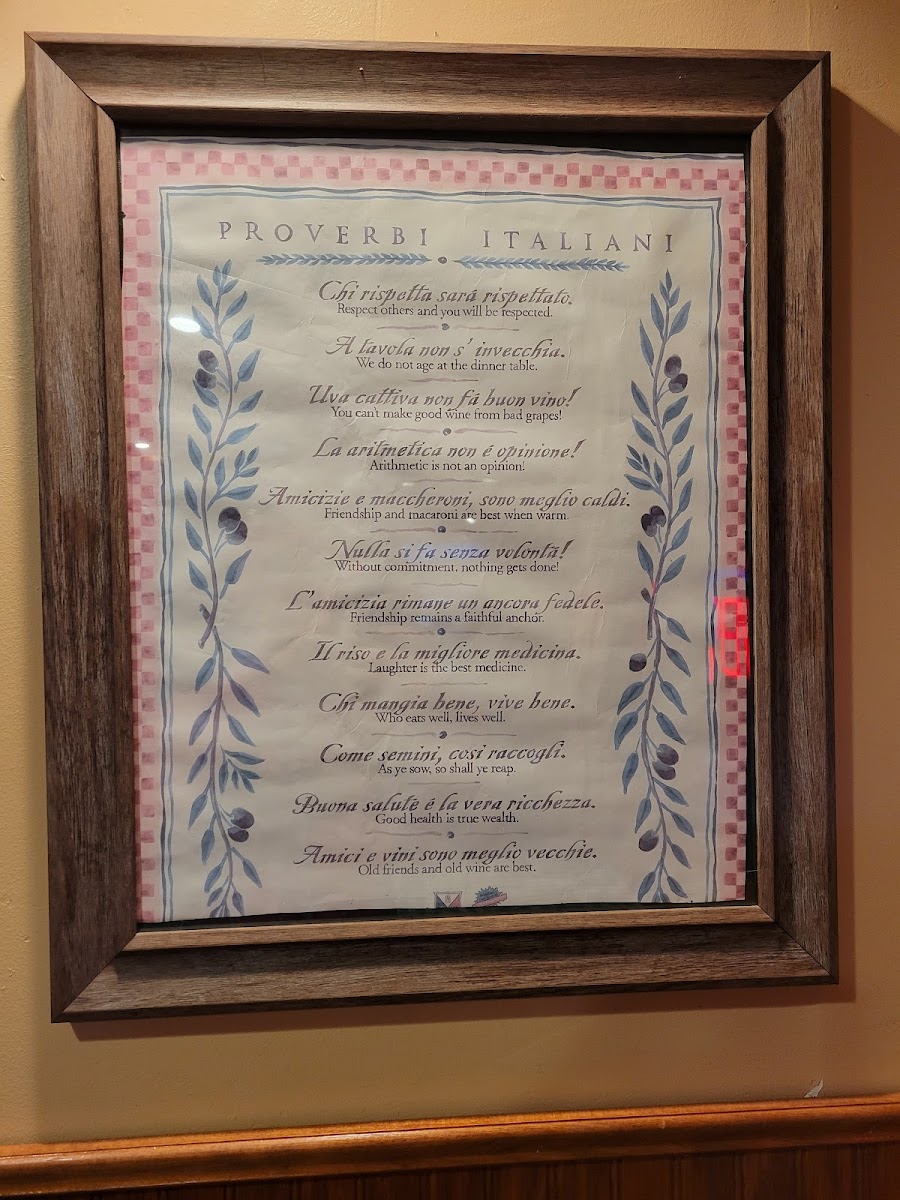 PROVERBI ITALIANI
Chi rispetta sará rispettato.
Respect others and you will be respected.
A tavola non s' invecchia.
We do not age at the dinner table.
Uva cattiva non fá buon vino!
You can't make good wine from bad grapes!
La aritmetica non é opinione!
Arithmetic is not an opinion!
Amicizie e maccheroni, sono meglio caldi.
Friendship and macaroni are best when warm.
Nulla si fa senza volontá!
Without commitment, nothing gets done!
L'amicizia rimane un ancora fedele.
Friendship remains a faithful anchor.
Il riso e la migliore medicina.
Laughter is the best medicine.
Chi mangia bene, vive bene.
Who eats well, lives well.
Come semini, cosi raccogli.
As ye sow, so shall ye reap.
Buona salute é la vera ricchezza.
Good health is true wealth.
Amici e vini sono meglio vecchie.
Old friends and old wine are best.